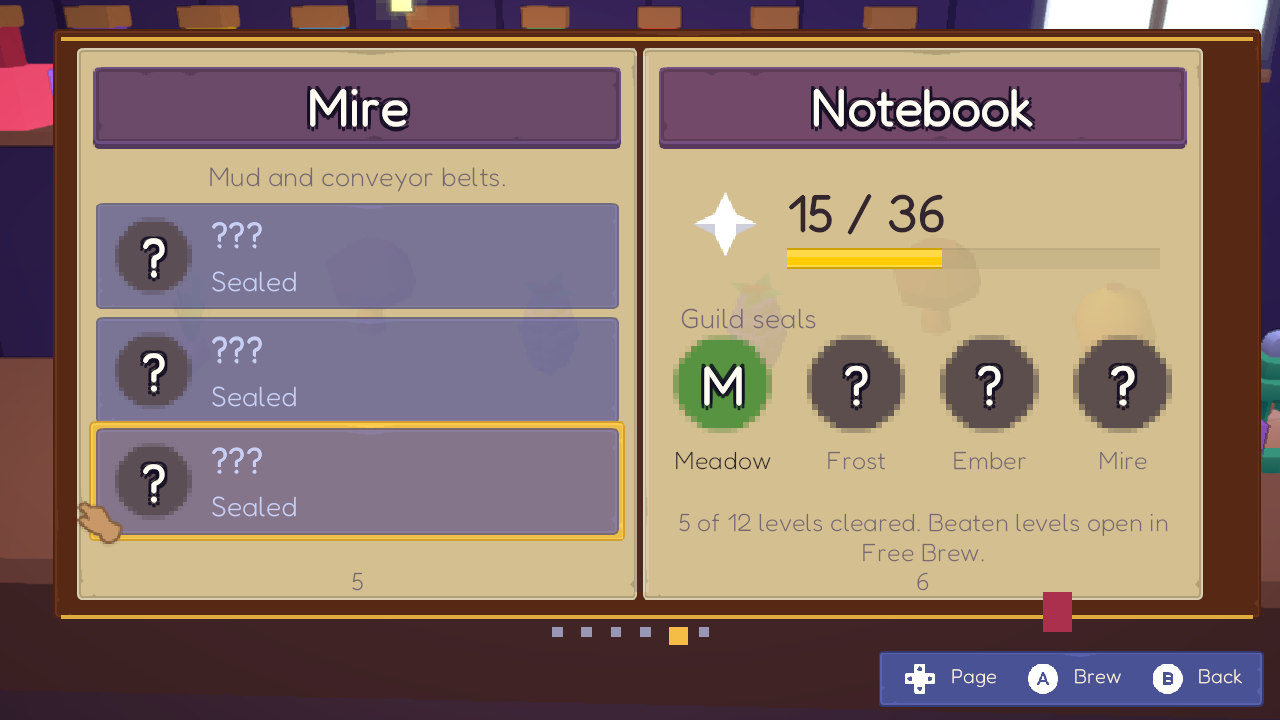 Mire
Mud and conveyor belts.
?
???
Sealed
?
???
Sealed
?
???
Sealed
5
Notebook
15 / 36
Guild seals
M
?
?
?
Meadow
Frost
Ember
Mire
5 of 12 levels cleared. Beaten levels open in
Free Brew.
6
Page
A
Brew
B
Back